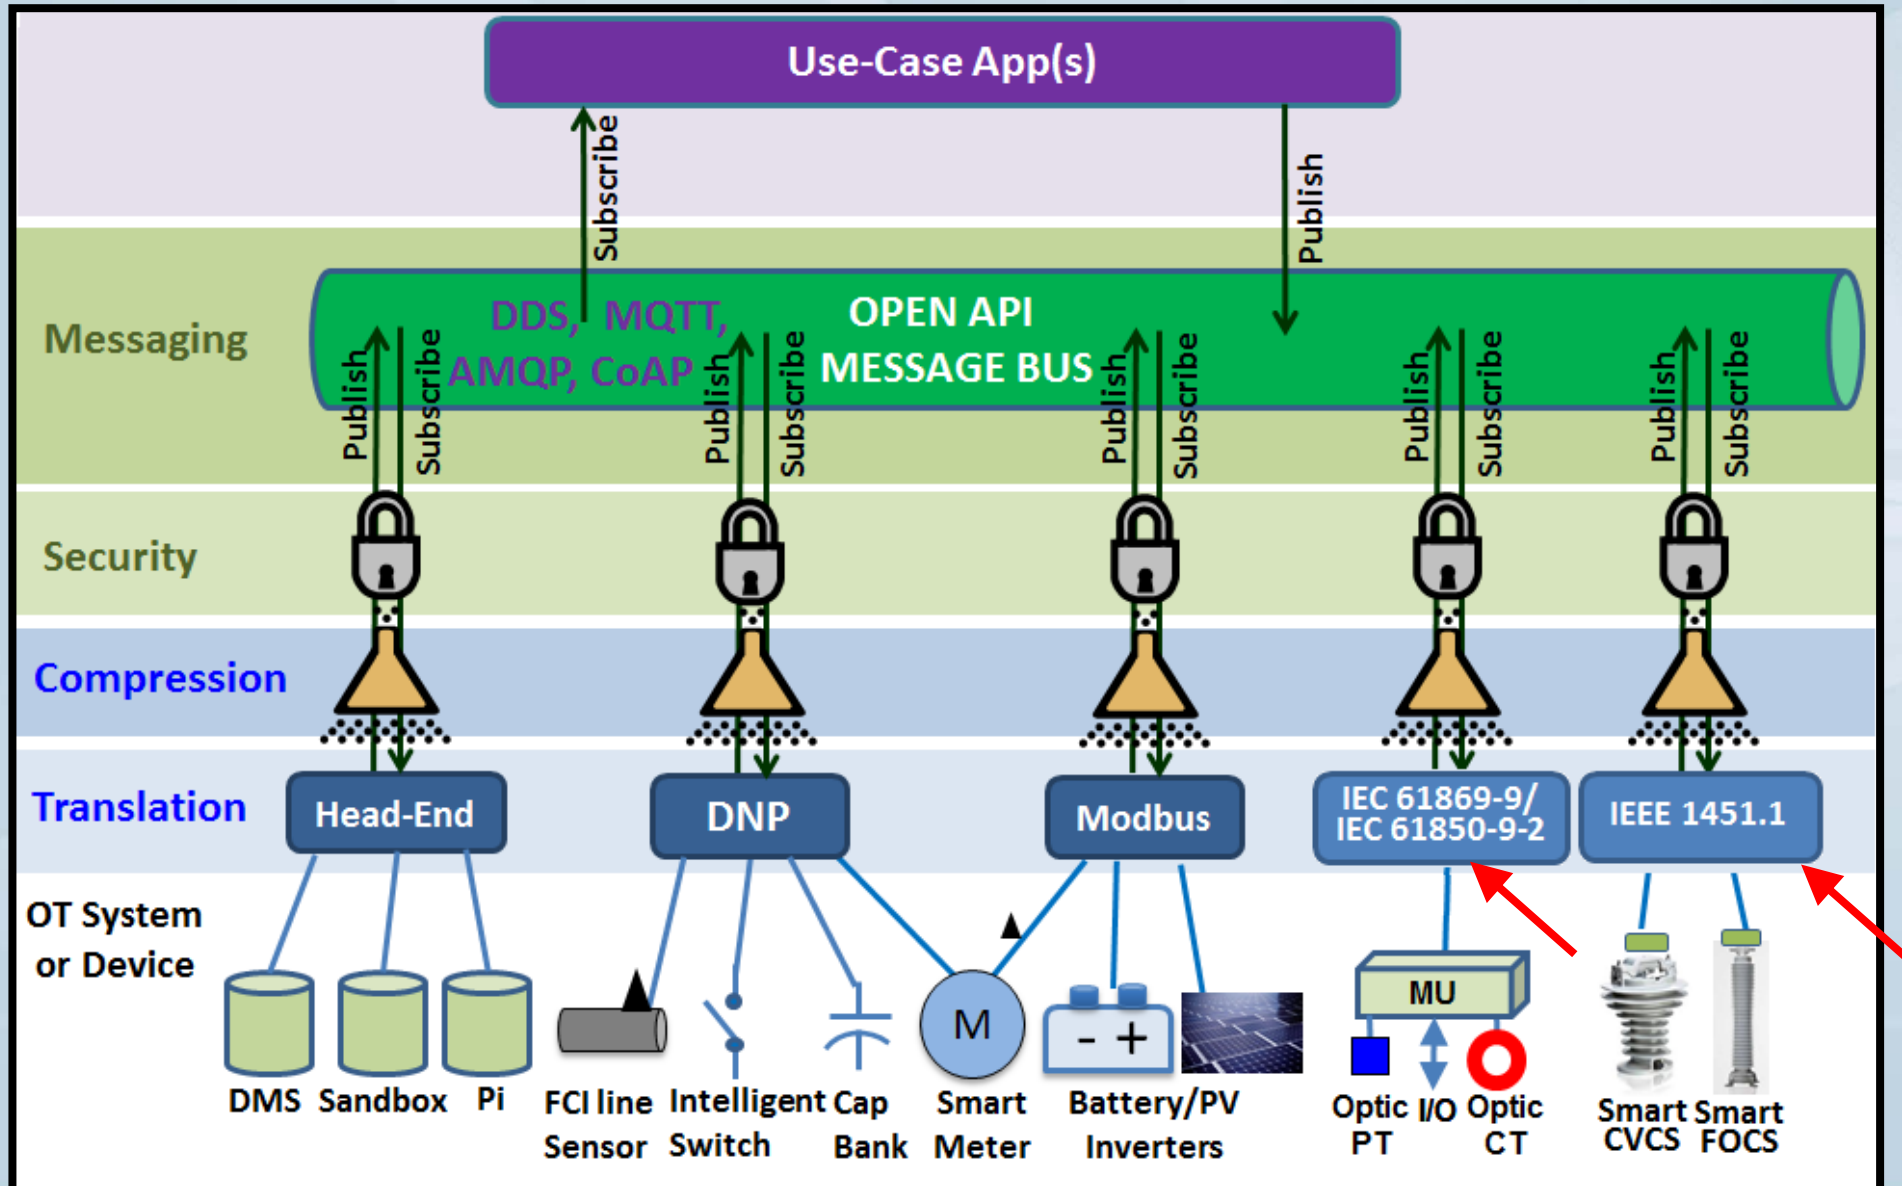 Use-Case App(s)
Subscribe
Publish
Messaging
DDS, MQTT,
AMQP, CoAP
OPEN API
MESSAGE BUS
Publish
Subscribe
Publish
Subscribe
Publish
Subscribe
Publish
Subscribe
Publish
Subscribe
Security
Compression
Translation
Head-End
DNP
Modbus
IEC 61869-9/
IEC 61850-9-2
IEEE 1451.1
OT System
or Device
DMS
Sandbox
Pi
FCI line
Sensor
Intelligent
Switch
Cap
Bank
M
Smart
Meter
- +
Battery/PV
Inverters
MU
Optic
PT
I/O
Optic
CT
Smart
CVCS
Smart
FOCS